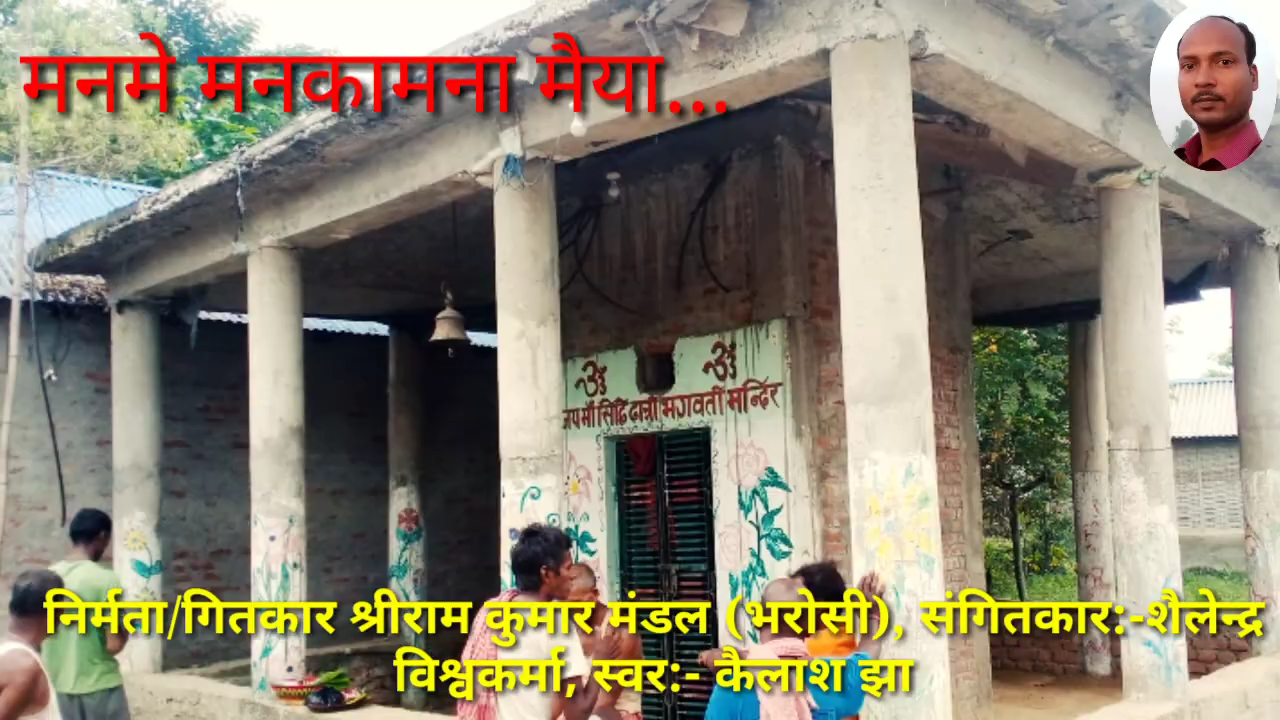 मनमे मनकामना मैया...
ॐ ॐ
जय माँ सिद्धि दात्री भगवती मन्दिर
निर्मता/गितकार श्रीराम कुमार मंडल (भरोसी), संगितकार:-शैलेन्द्र
विश्वकर्मा, स्वर:- कैलाश झा